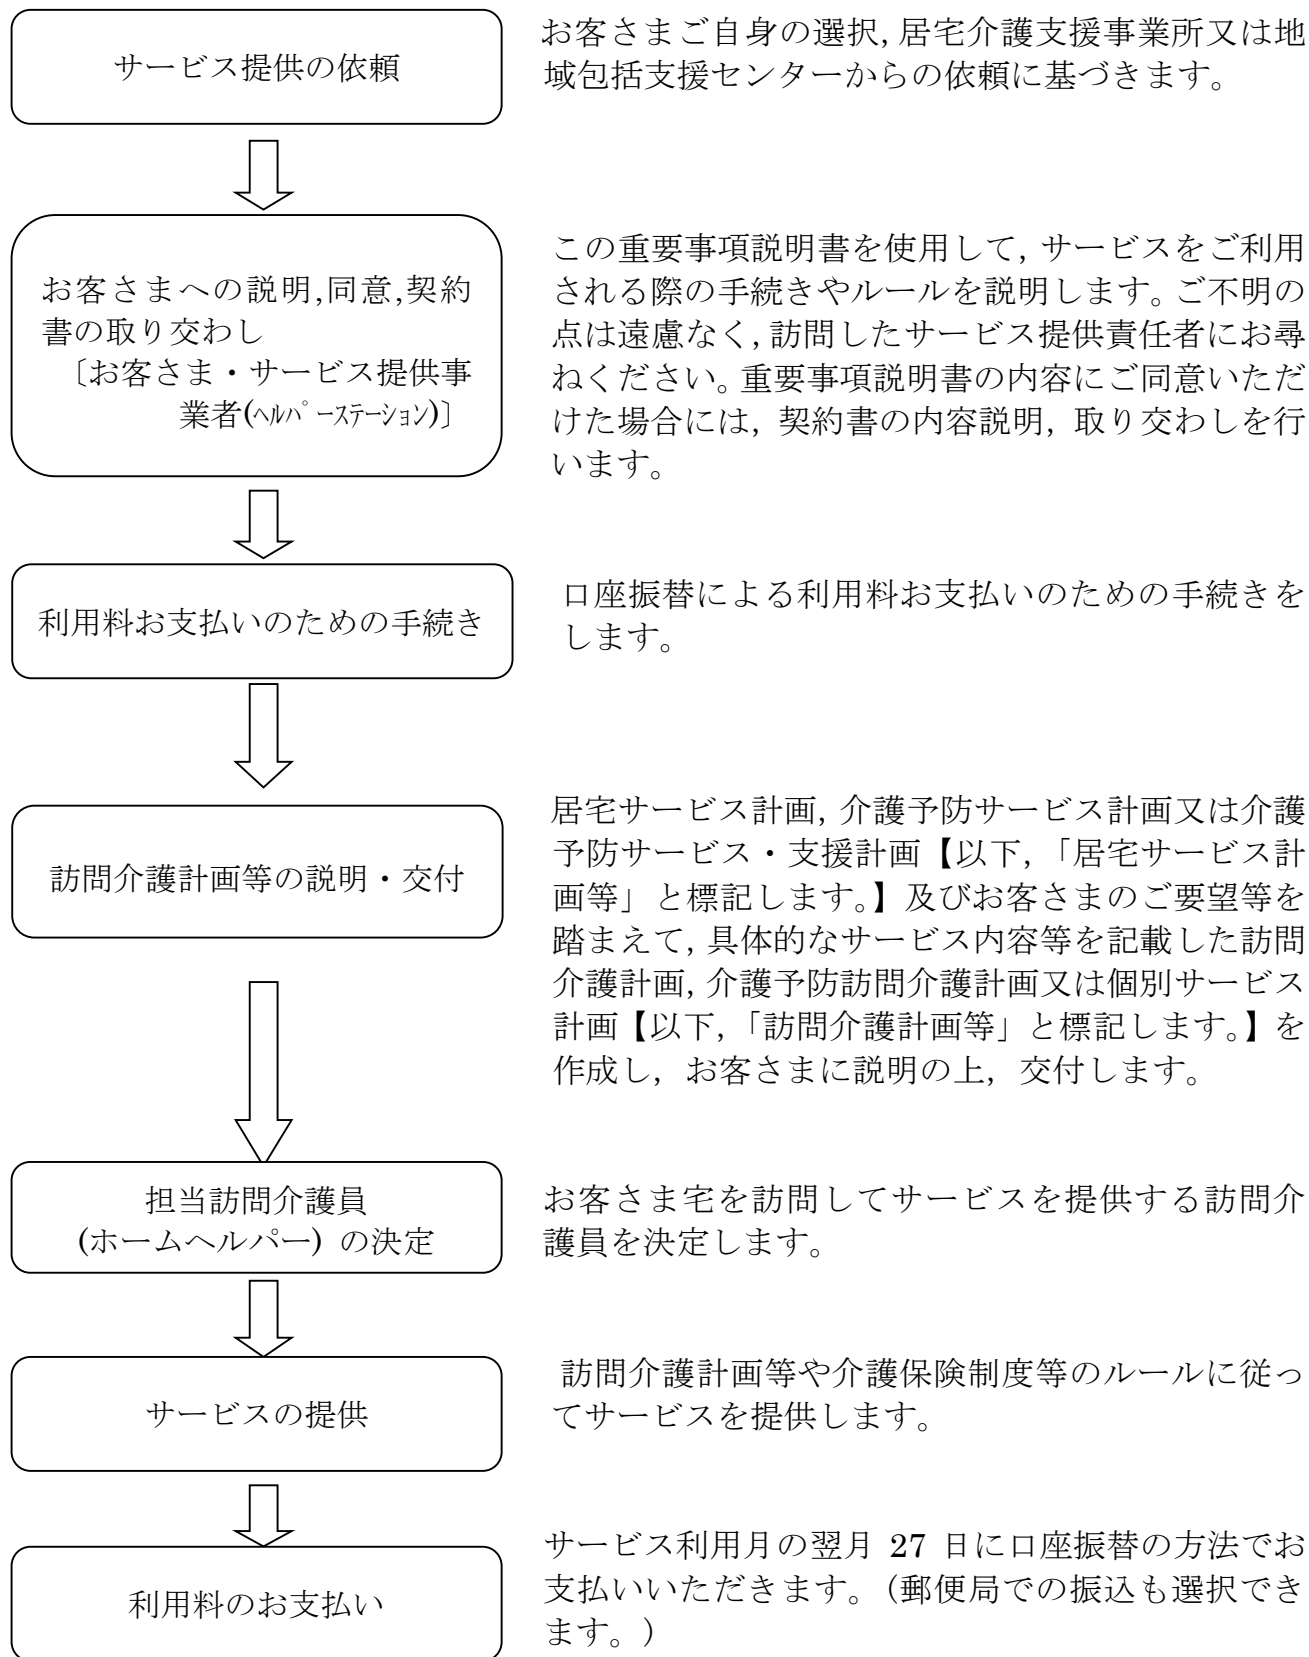 サービス提供の依頼
お客さまご自身の選択,居宅介護支援事業所又は地
域包括支援センターからの依頼に基づきます。
お客さまへの説明,同意,契約
書の取り交わし
〔お客さま・サービス提供事
業者(ﾍﾙﾊﾟｰｽﾃｰｼｮﾝ)〕
この重要事項説明書を使用して,サービスをご利用
される際の手続きやルールを説明します。ご不明の
点は遠慮なく,訪問したサービス提供責任者にお尋
ねください。重要事項説明書の内容にご同意いただ
けた場合には,契約書の内容説明,取り交わしを行
います。
利用料お支払いのための手続き
口座振替による利用料お支払いのための手続きを
します。
訪問介護計画等の説明・交付
居宅サービス計画,介護予防サービス計画又は介護
予防サービス・支援計画【以下,「居宅サービス計
画等」と標記します。】及びお客さまのご要望等を
踏まえて,具体的なサービス内容等を記載した訪問
介護計画,介護予防訪問介護計画又は個別サービス
計画【以下,「訪問介護計画等」と標記します。】を
作成し,お客さまに説明の上,交付します。
担当訪問介護員
(ホームヘルパー) の決定
お客さま宅を訪問してサービスを提供する訪問介
護員を決定します。
サービスの提供
訪問介護計画等や介護保険制度等のルールに従っ
てサービスを提供します。
利用料のお支払い
サービス利用月の翌月 27 日に口座振替の方法でお
支払いいただきます。（郵便局での振込も選択でき
ます。）